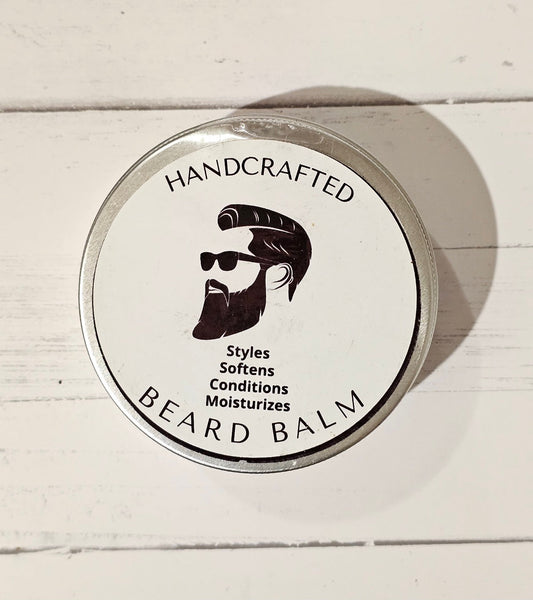 HANDCRAFTED
Styles
Softens
Conditions
Moisturizes
BEARD BALM